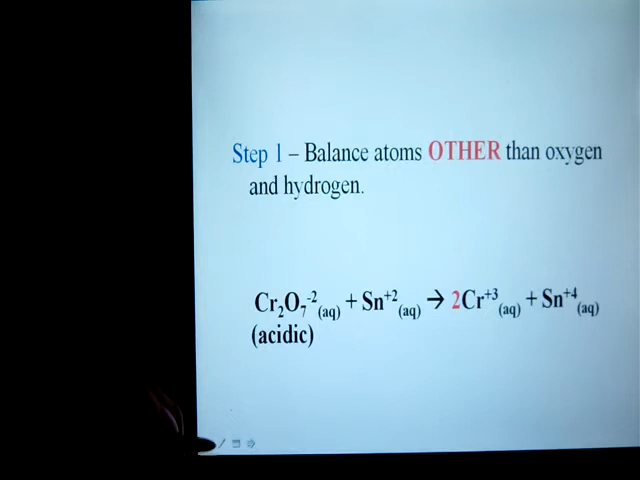 Step 1 – Balance atoms OTHER than oxygen
and hydrogen.
Cr₂O₇⁻²(aq) + Sn⁺²(aq) → 2Cr⁺³(aq) + Sn⁺⁴(aq)
(acidic)